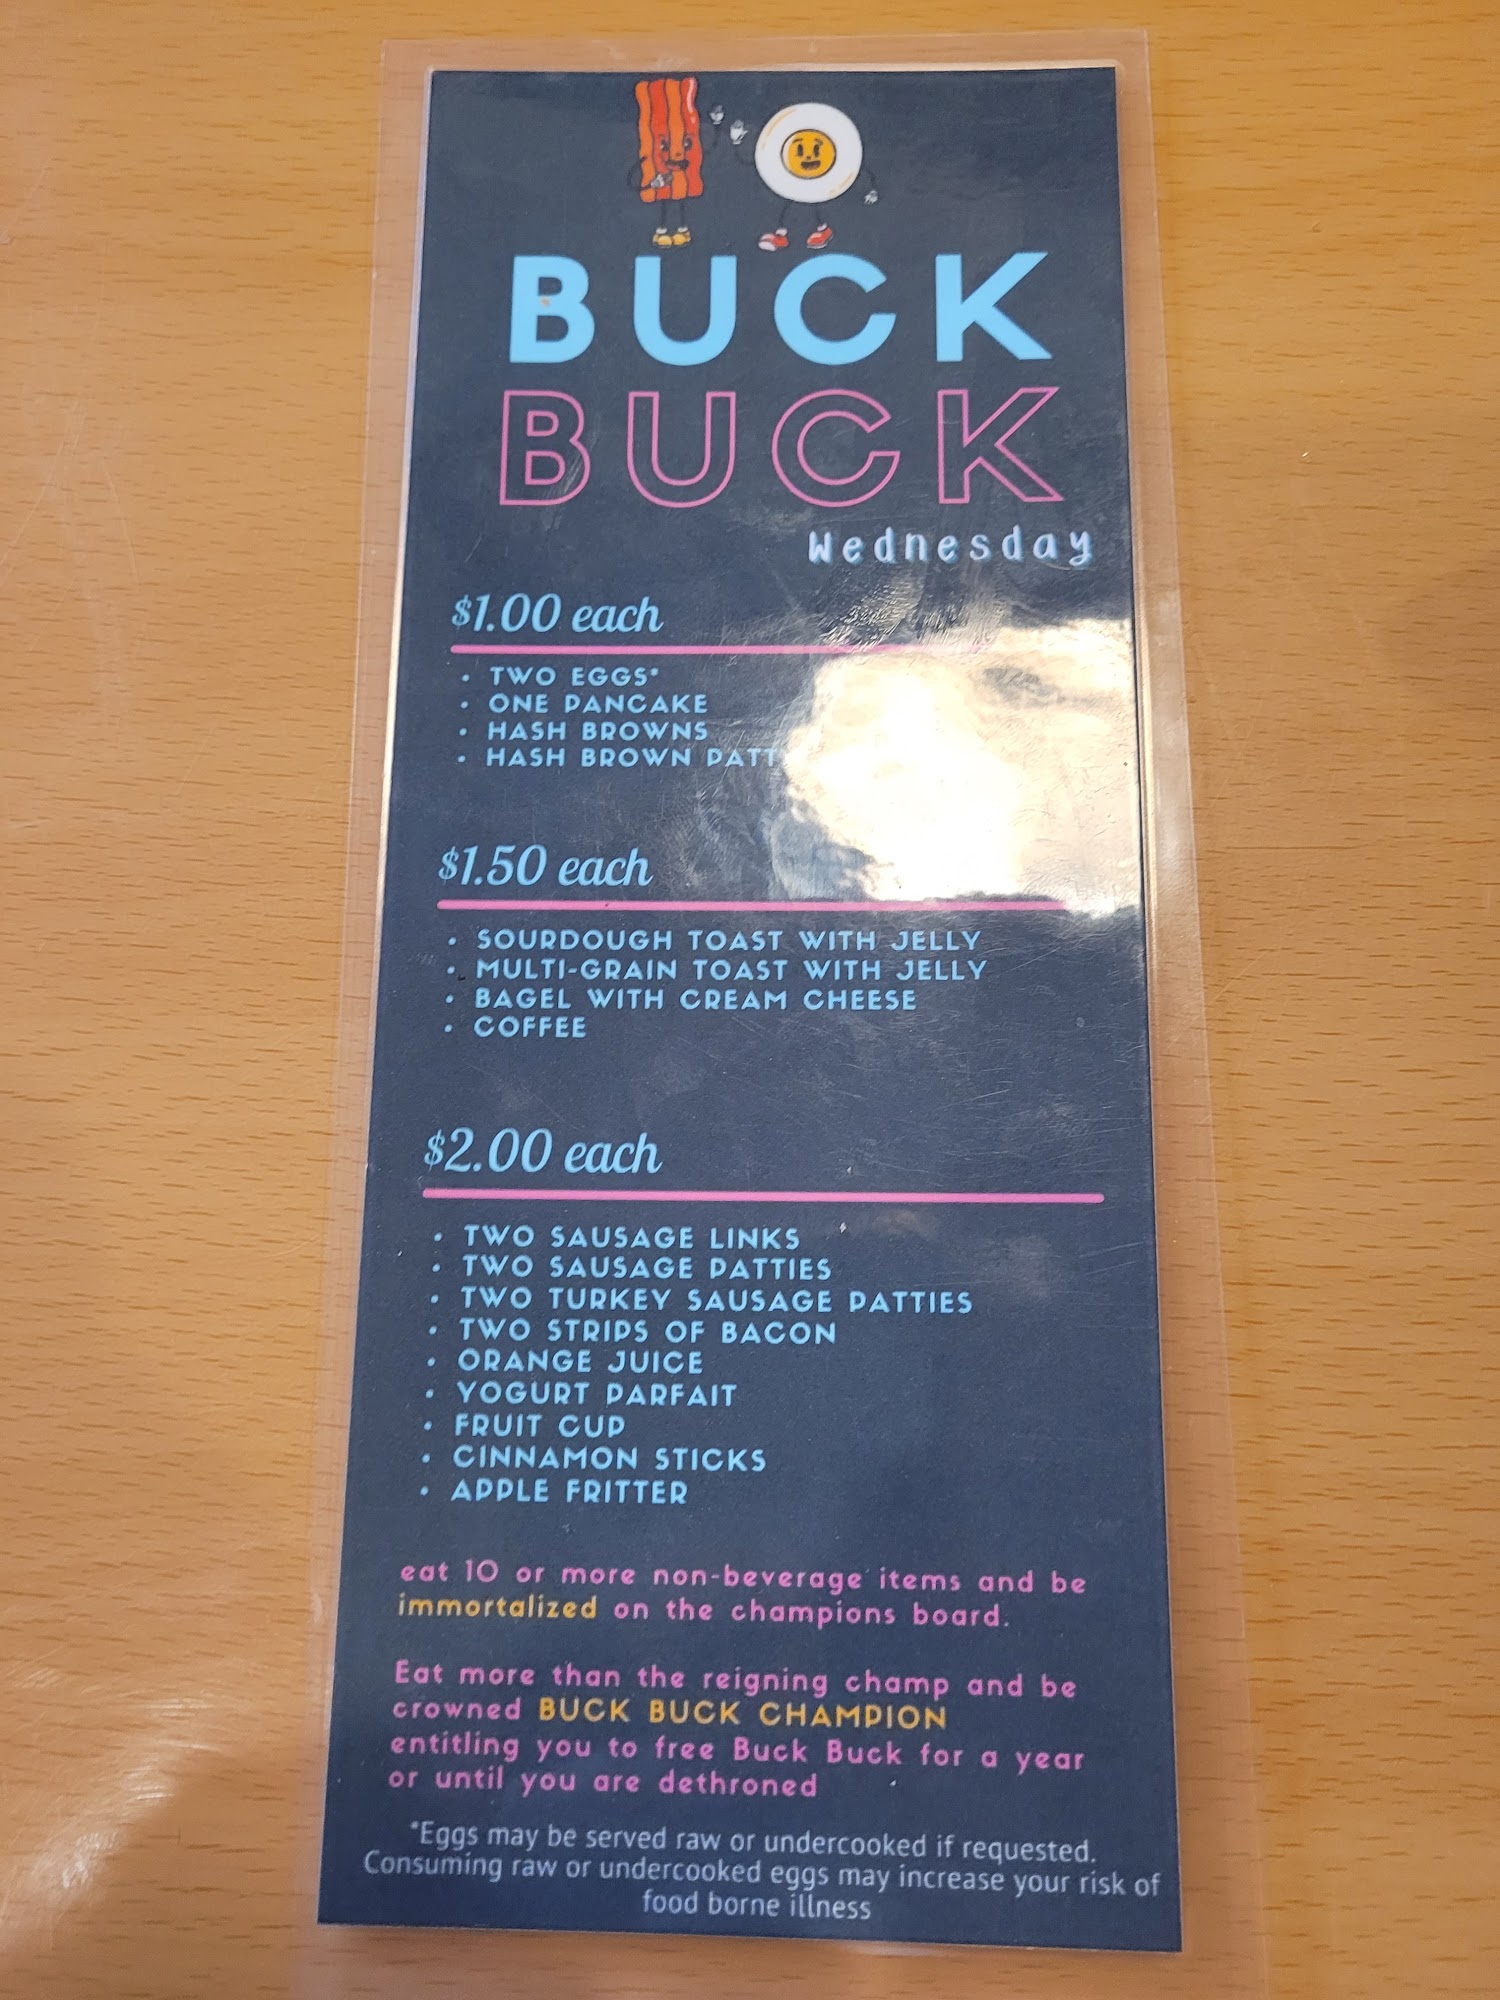 BUCK
BUCK
Wednesday
$1.00 each
• TWO EGGS*
• ONE PANCAKE
• HASH BROWNS
• HASH BROWN
$1.50 each
• SOURDOUGH TOAST WITH JELLY
• MULTI-GRAIN TOAST WITH JELLY
• BAGEL WITH CREAM CHEESE
• COFFEE
$2.00 each
• TWO SAUSAGE LINKS
• TWO SAUSAGE PATTIES
• TWO TURKEY SAUSAGE PATTIES
• TWO STRIPS OF BACON
• ORANGE JUICE
• YOGURT PARFAIT
• FRUIT CUP
• CINNAMON STICKS
• APPLE FRITTER
eat 10 or more non-beverage items and be
immortalized on the champions board.
Eat more than the reigning champ and be
crowned BUCK BUCK CHAMPION
entitling you to free Buck Buck for a year
or until you are dethroned
*Eggs may be served raw or undercooked if requested.
Consuming raw or undercooked eggs may increase your risk of
food borne illness